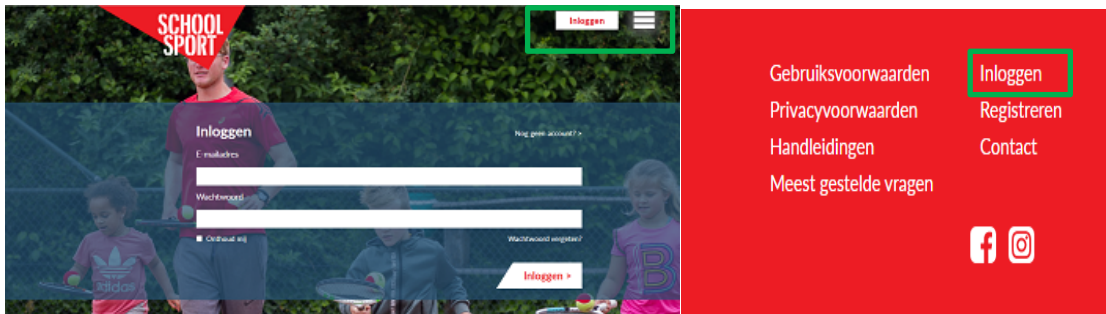 SCHOOL
SPORT
Inloggen
Inloggen
Nog geen account? >
E-mailadres
Wachtwoord
Onthoud mij
Wachtwoord vergeten?
Inloggen >
adidas
B
Gebruiksvoorwaarden
Inloggen
Privacyvoorwaarden
Registreren
Handleidingen
Contact
Meest gestelde vragen